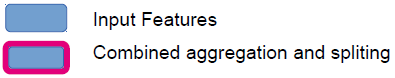 Input Features
Combined aggregation and spliting